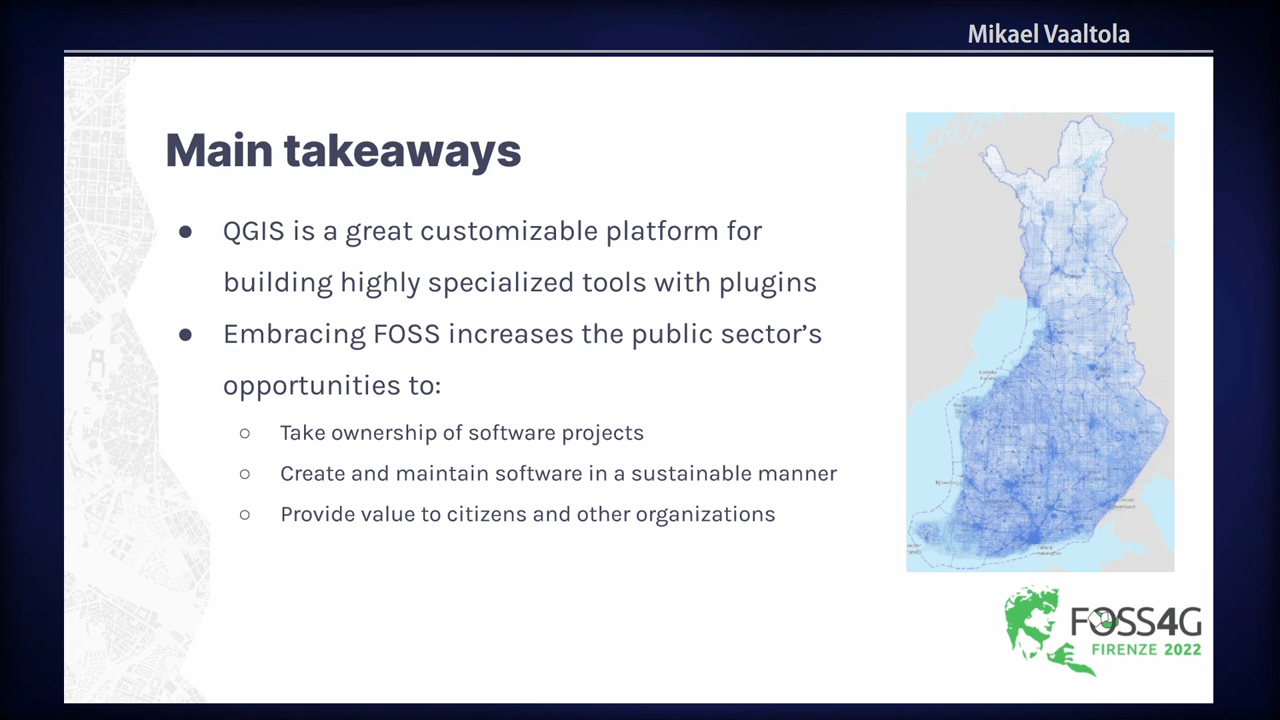 Mikael Vaaltola
Main takeaways
● QGIS is a great customizable platform for
building highly specialized tools with plugins
● Embracing FOSS increases the public sector’s
opportunities to:
○ Take ownership of software projects
○ Create and maintain software in a sustainable manner
○ Provide value to citizens and other organizations
FOSS4G
FIRENZE 2022